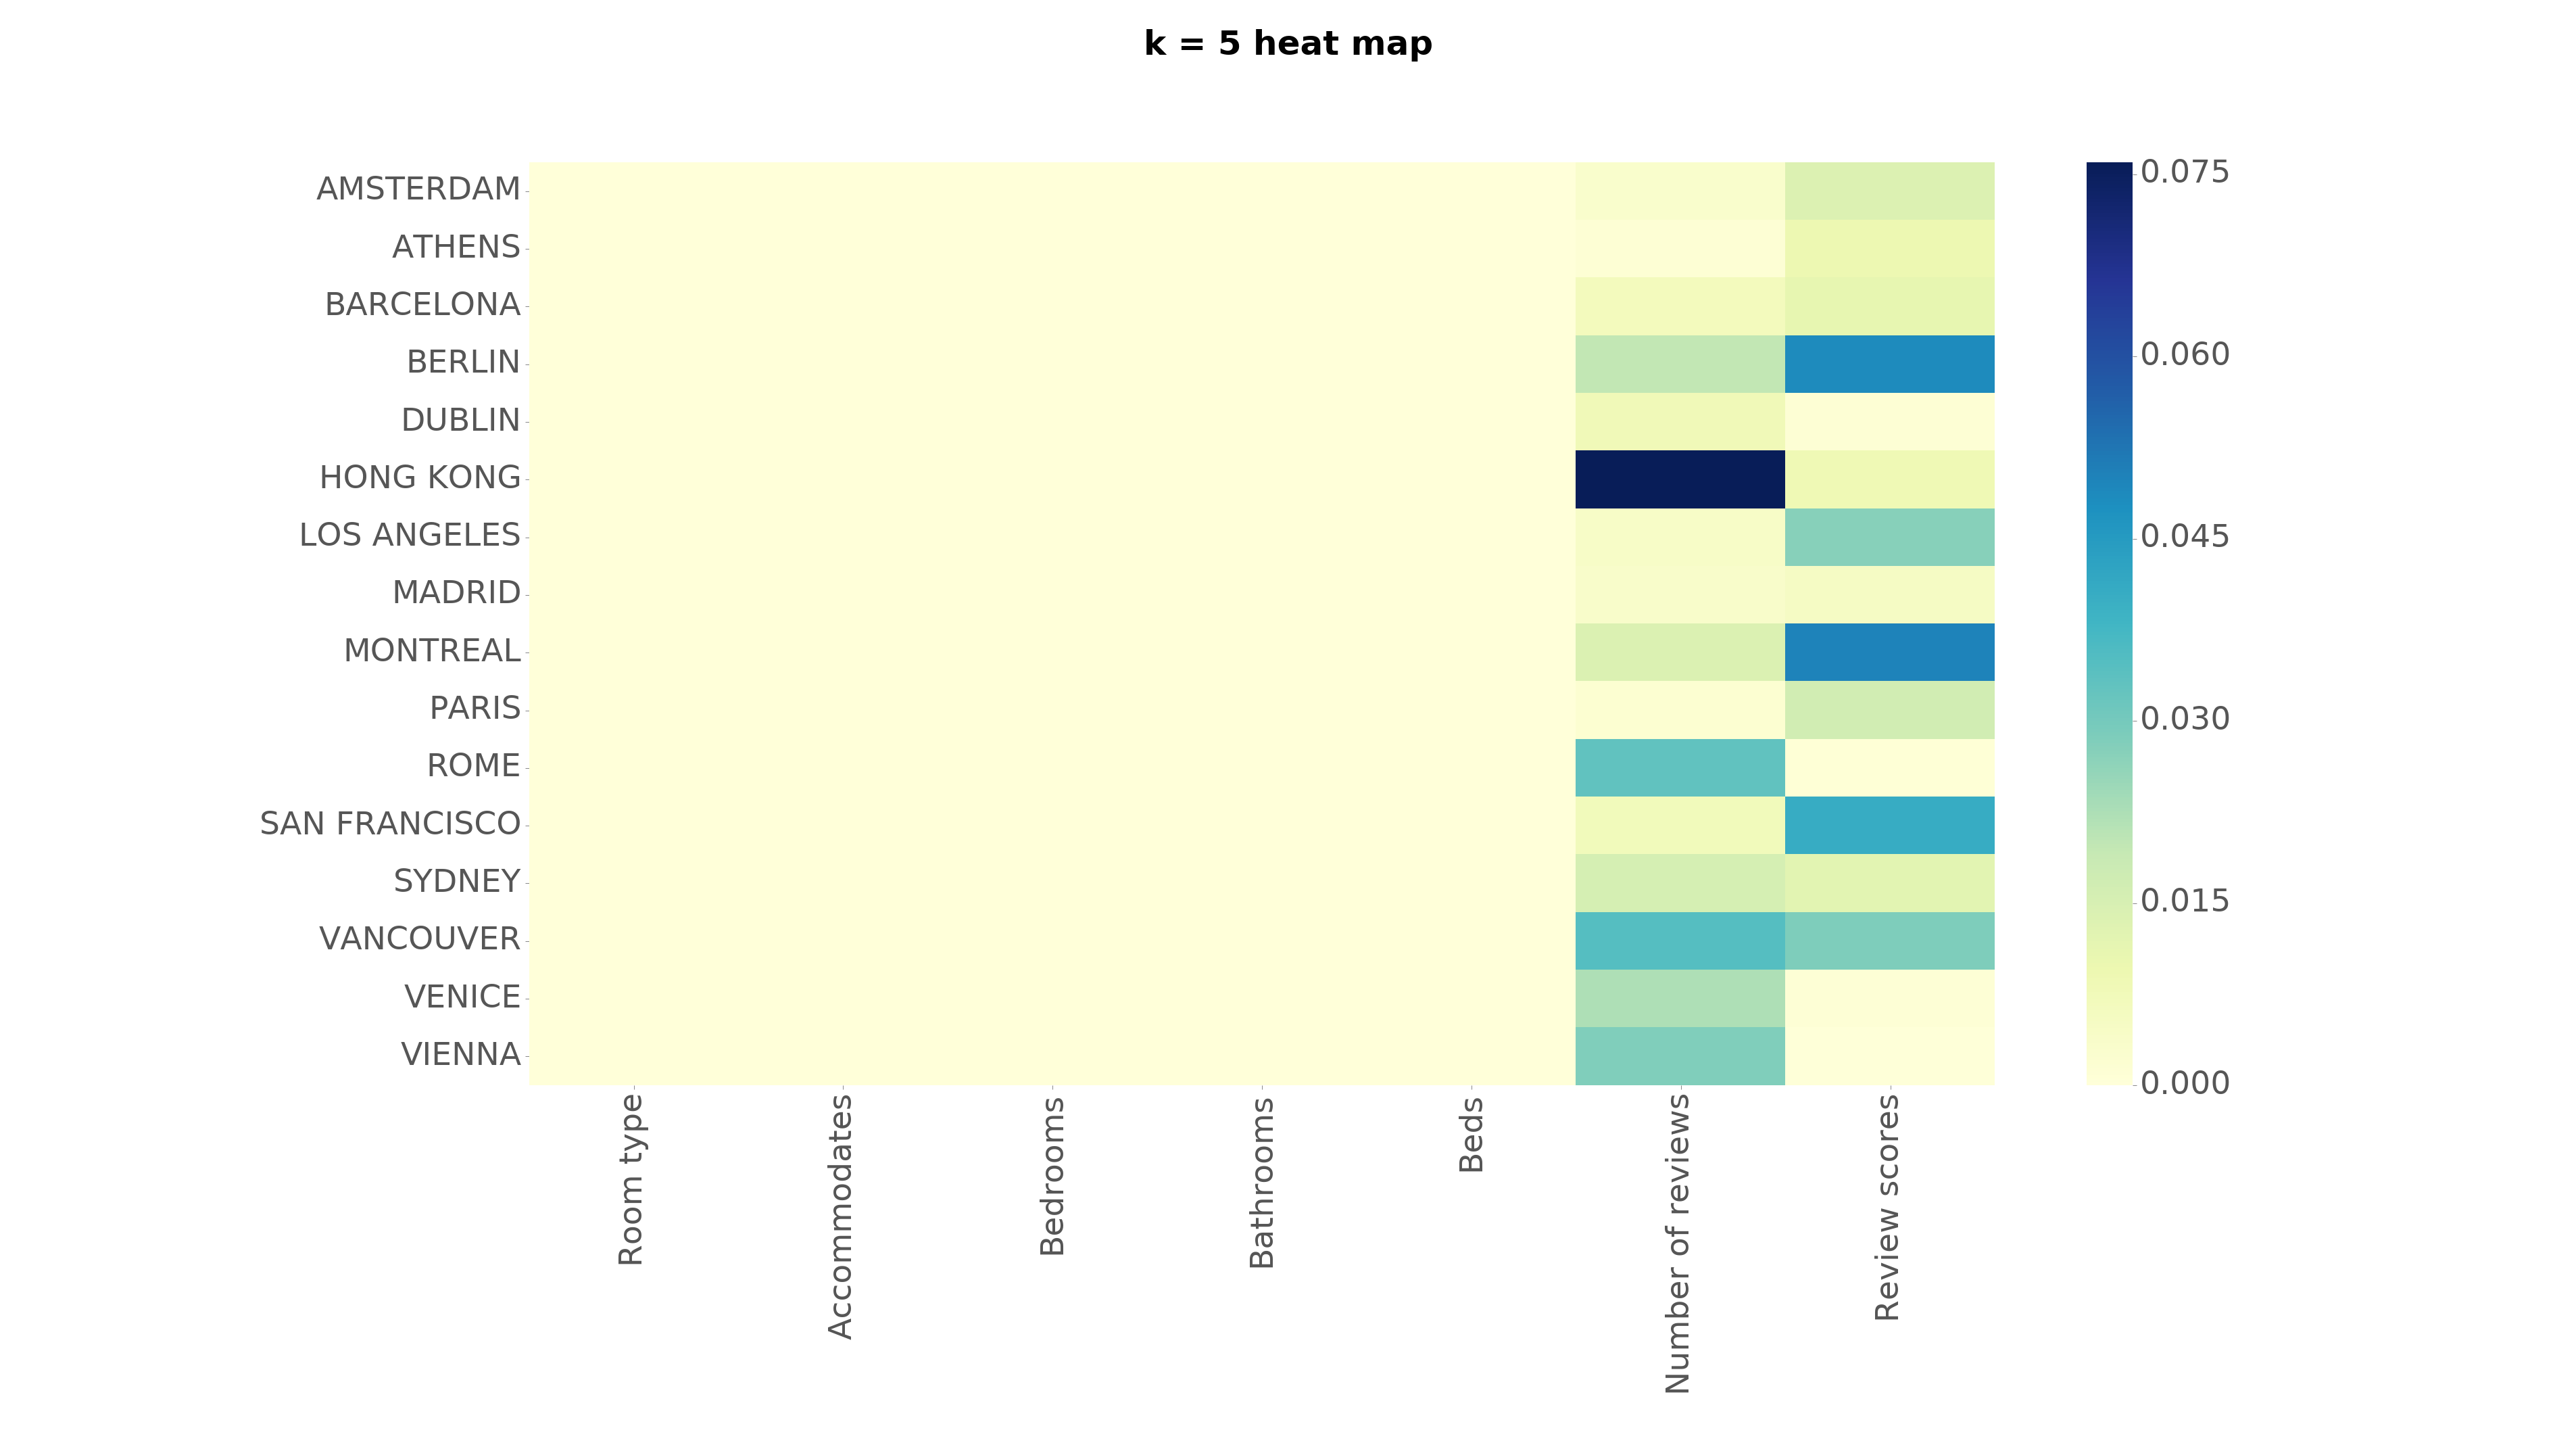 k = 5 heat map
AMSTERDAM
ATHENS
BARCELONA
BERLIN
DUBLIN
HONG KONG
LOS ANGELES
MADRID
MONTREAL
PARIS
ROME
SAN FRANCISCO
SYDNEY
VANCOUVER
VENICE
VIENNA
Room type
Accommodates
Bedrooms
Bathrooms
Beds
Number of reviews
Review scores
0.075
0.060
0.045
0.030
0.015
0.000